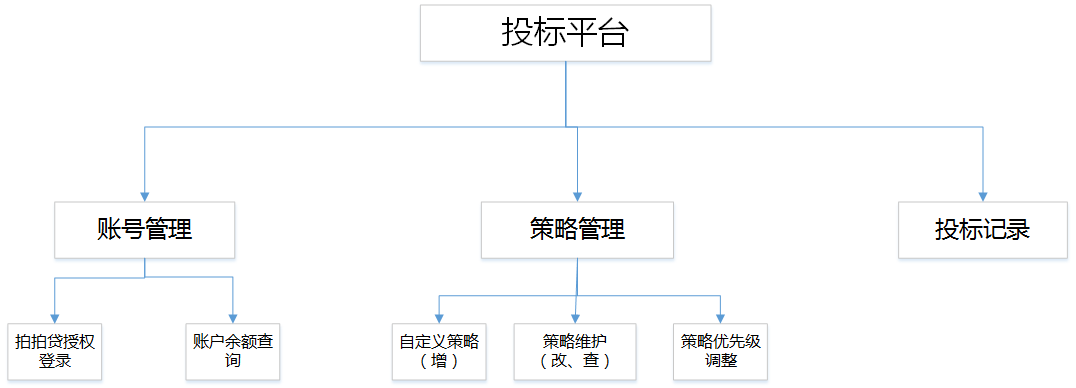 投标平台
账号管理
策略管理
投标记录
拍拍贷授权
登录
账户余额查
询
自定义策略
（增）
策略维护
（改、查）
策略优先级
调整